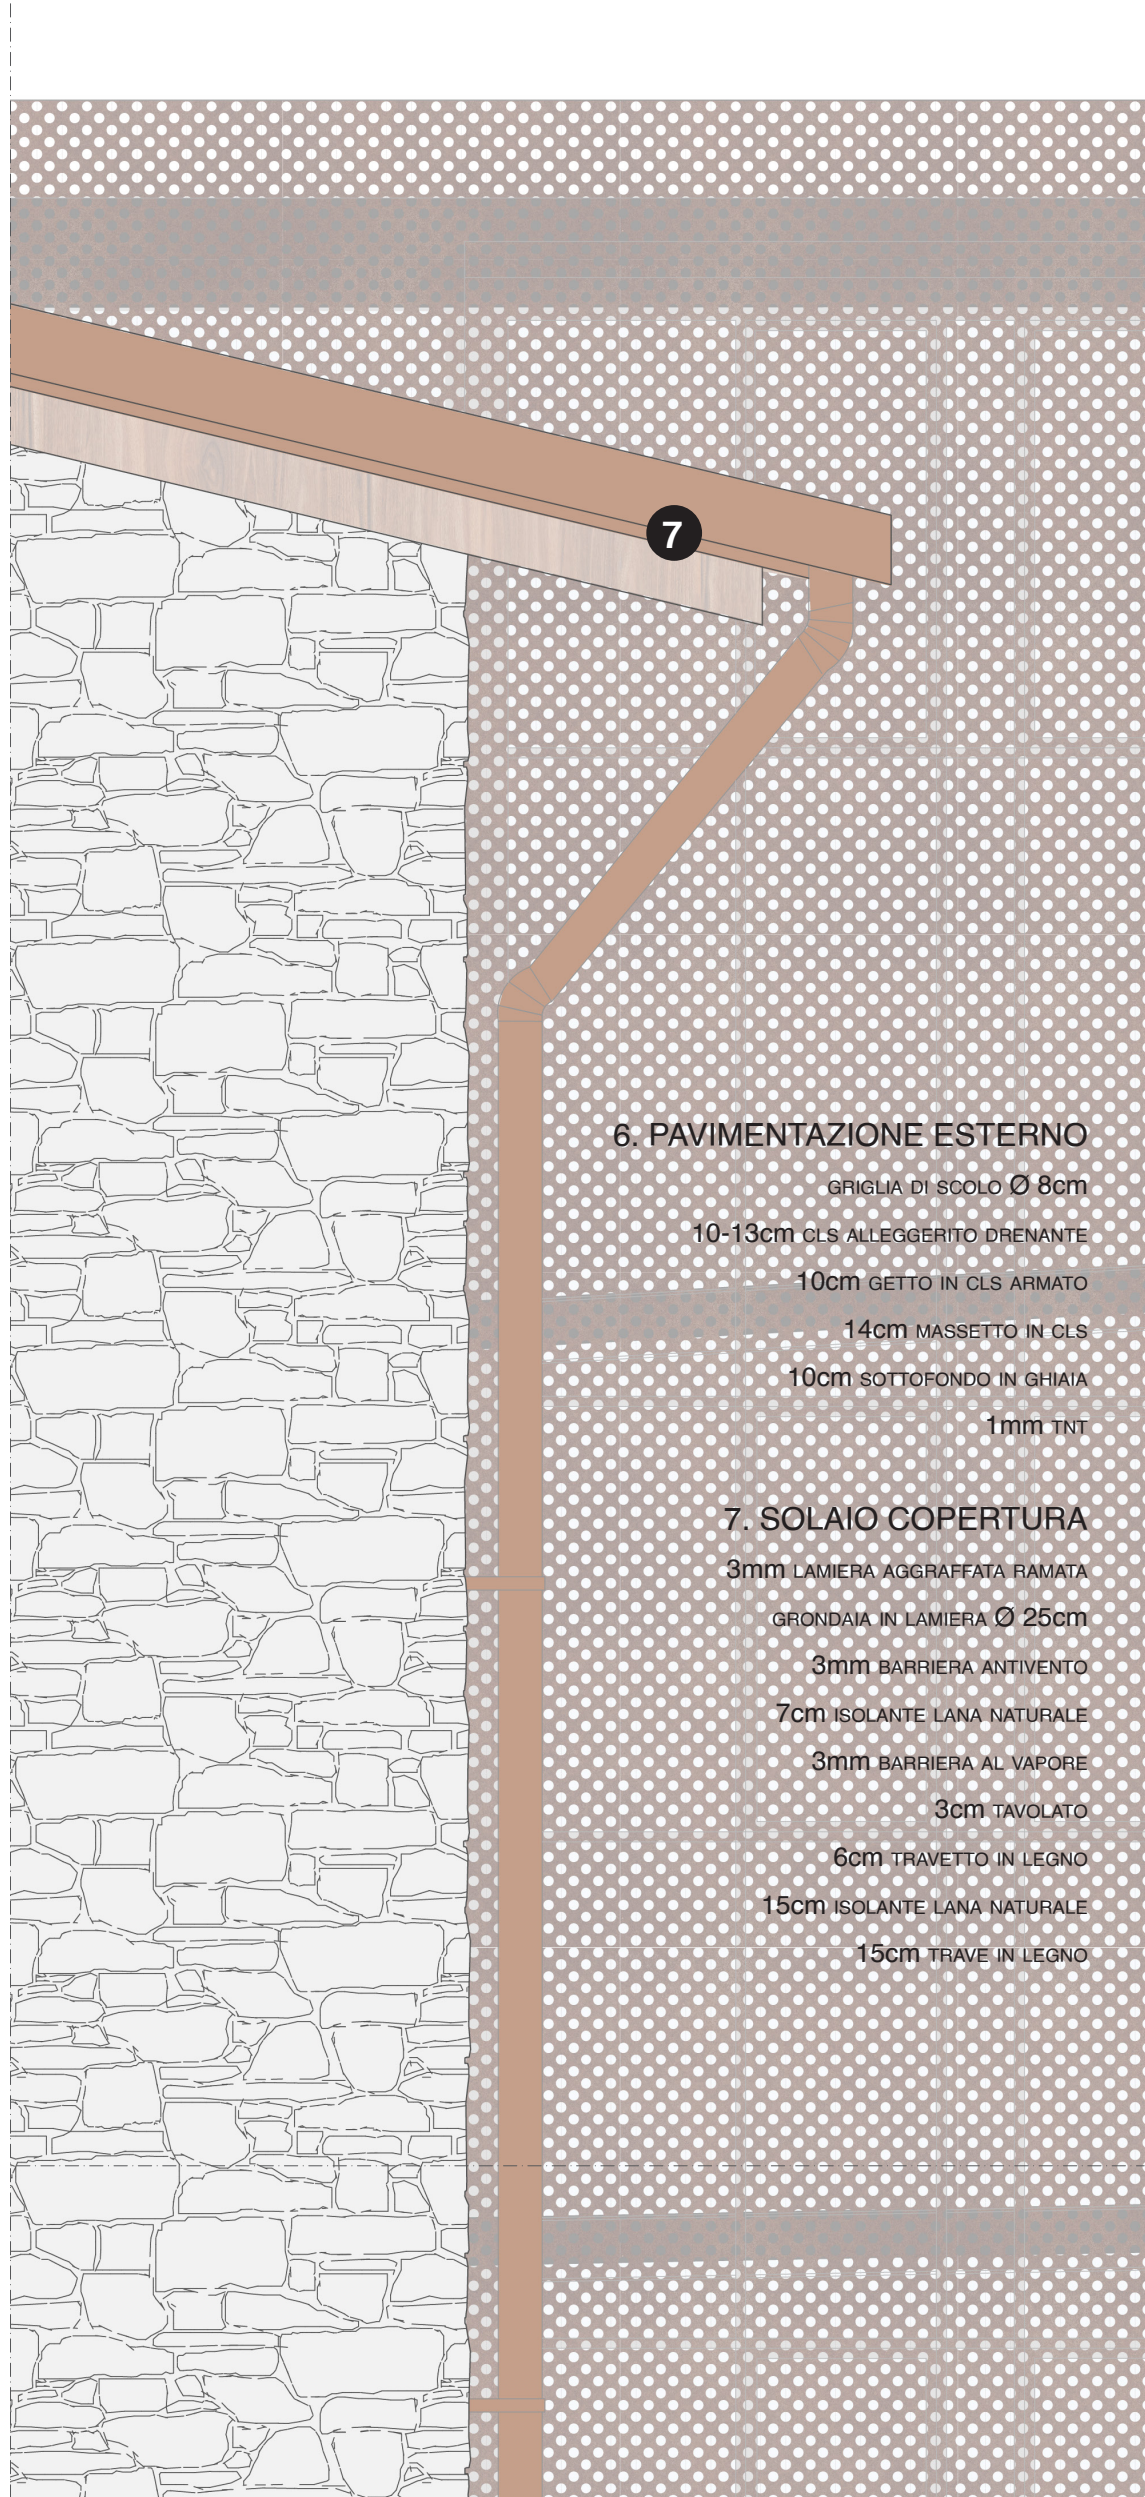 7
6. PAVIMENTAZIONE ESTERNO
GRIGLIA DI SCOLO Ø 8cm
10-13cm CLS ALLEGGERITO DRENANTE
10cm GETTO IN CLS ARMATO
14cm MASSETTO IN CLS
10cm SOTTOFONDO IN GHIAIA
1mm TNT
7. SOLAIO COPERTURA
3mm LAMIERA AGGRAFFATA RAMATA
GRONDAIA IN LAMIERA Ø 25cm
3mm BARRIERA ANTIVENTO
7cm ISOLANTE LANA NATURALE
3mm BARRIERA AL VAPORE
3cm TAVOLATO
6cm TRAVETTO IN LEGNO
15cm ISOLANTE LANA NATURALE
15cm TRAVE IN LEGNO